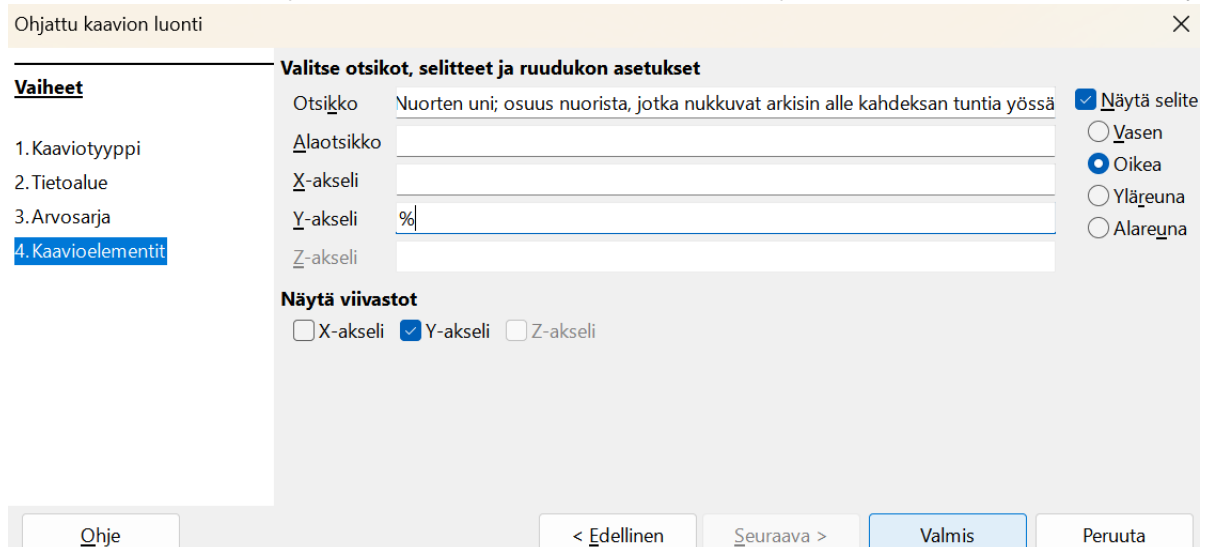 Ohjattu kaavion luonti
Vaiheet
1.Kaaviotyyppi
2.Tietoalue
3.Arvosarja
4.Kaavioelementit
Valitse otsikot, selitteet ja ruudukon asetukset
Otsikko Nuorten uni; osuus nuorista, jotka nukkuvat arkisin alle kahdeksan tuntia yössä
Alaotsikko
X-akseli
Y-akseli %
Z-akseli
Näytä selite
Vasen
Oikea
Yläreuna
Alareuna
Näytä viivastot
X-akseli Y-akseli Z-akseli
Ohje < Edellinen Seuraava > Valmis Peruuta